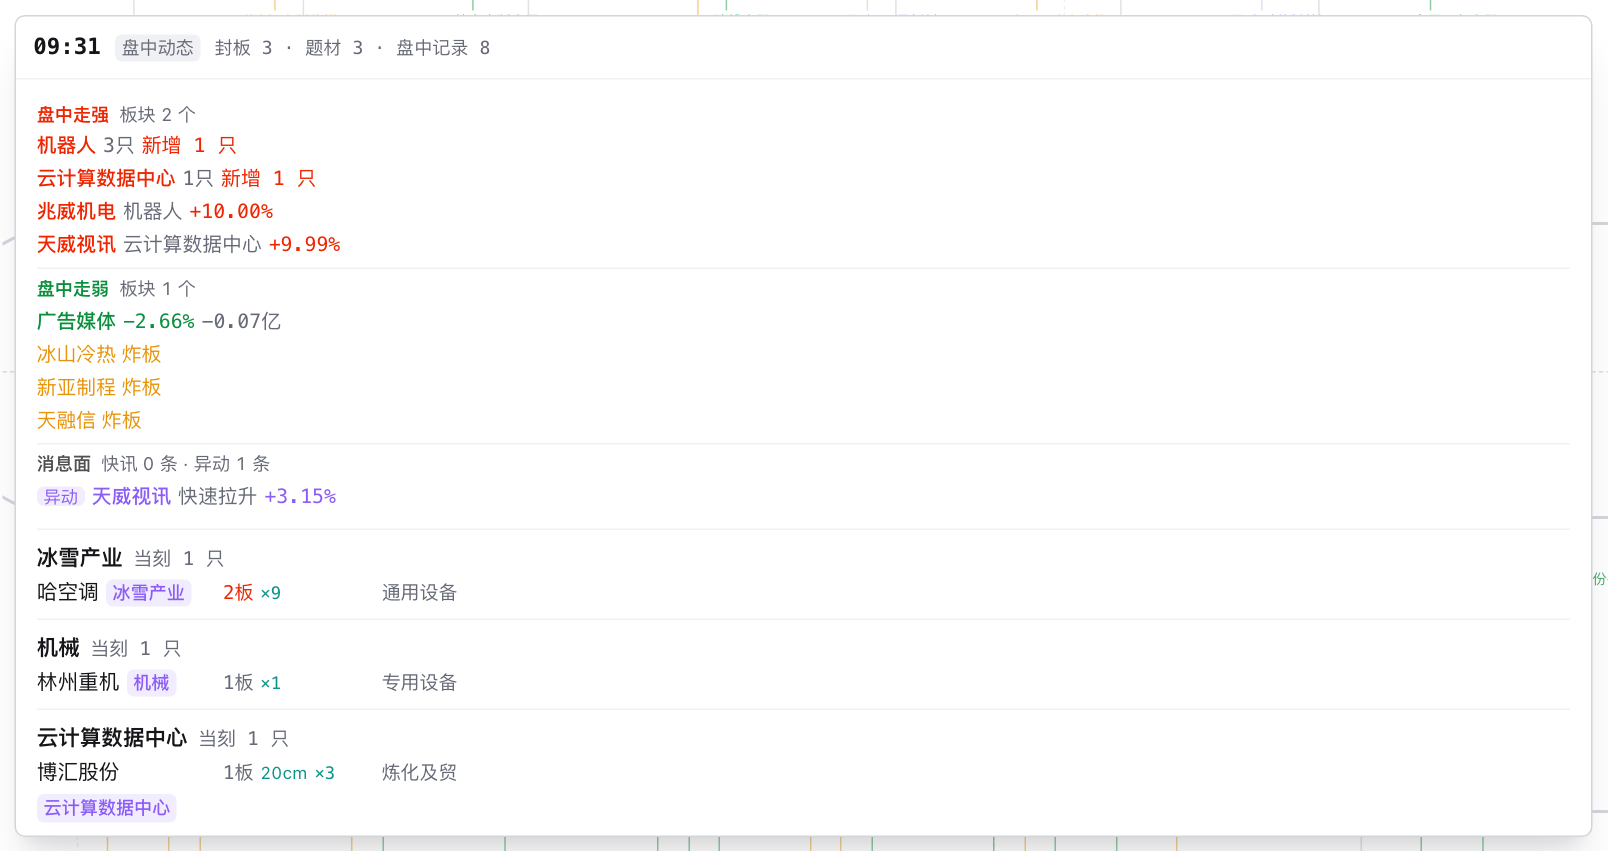 09:31 盘中动态 封板 3 · 题材 3 · 盘中记录 8
盘中走强 板块 2 个
机器人 3只 新增 1 只
云计算数据中心 1只 新增 1 只
兆威机电 机器人 +10.00%
天威视讯 云计算数据中心 +9.99%
盘中走弱 板块 1 个
广告媒体 -2.66% -0.07亿
冰山冷热 炸板
新亚制程 炸板
天融信 炸板
消息面 快讯 0 条 · 异动 1 条
异动 天威视讯 快速拉升 +3.15%
冰雪产业 当刻 1 只
哈空调 冰雪产业 2板 ×9 通用设备
份
机械 当刻 1 只
林州重机 机械 1板 ×1 专用设备
云计算数据中心 当刻 1 只
博汇股份 1板 20cm ×3 炼化及贸
云计算数据中心